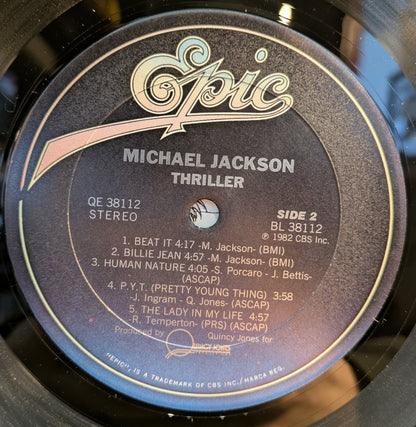 Epic
MICHAEL JACKSON
THRILLER
QE 38112
STEREO
SIDE 2
BL 38112
℗ 1982 CBS Inc.
1. BEAT IT 4:17 -M. Jackson- (BMI)
2. BILLIE JEAN 4:57 -M. Jackson- (BMI)
3. HUMAN NATURE 4:05 -S. Porcaro - J. Bettis-
(ASCAP)
4. P.Y.T. (PRETTY YOUNG THING) 3:58
-J. Ingram - Q. Jones- (ASCAP)
5. THE LADY IN MY LIFE 4:57
-R. Temperton- (PRS) (ASCAP)
Produced by Quincy Jones for
QUINCY JONES
"EPIC", IS A TRADEMARK OF CBS INC./MARCA REG.